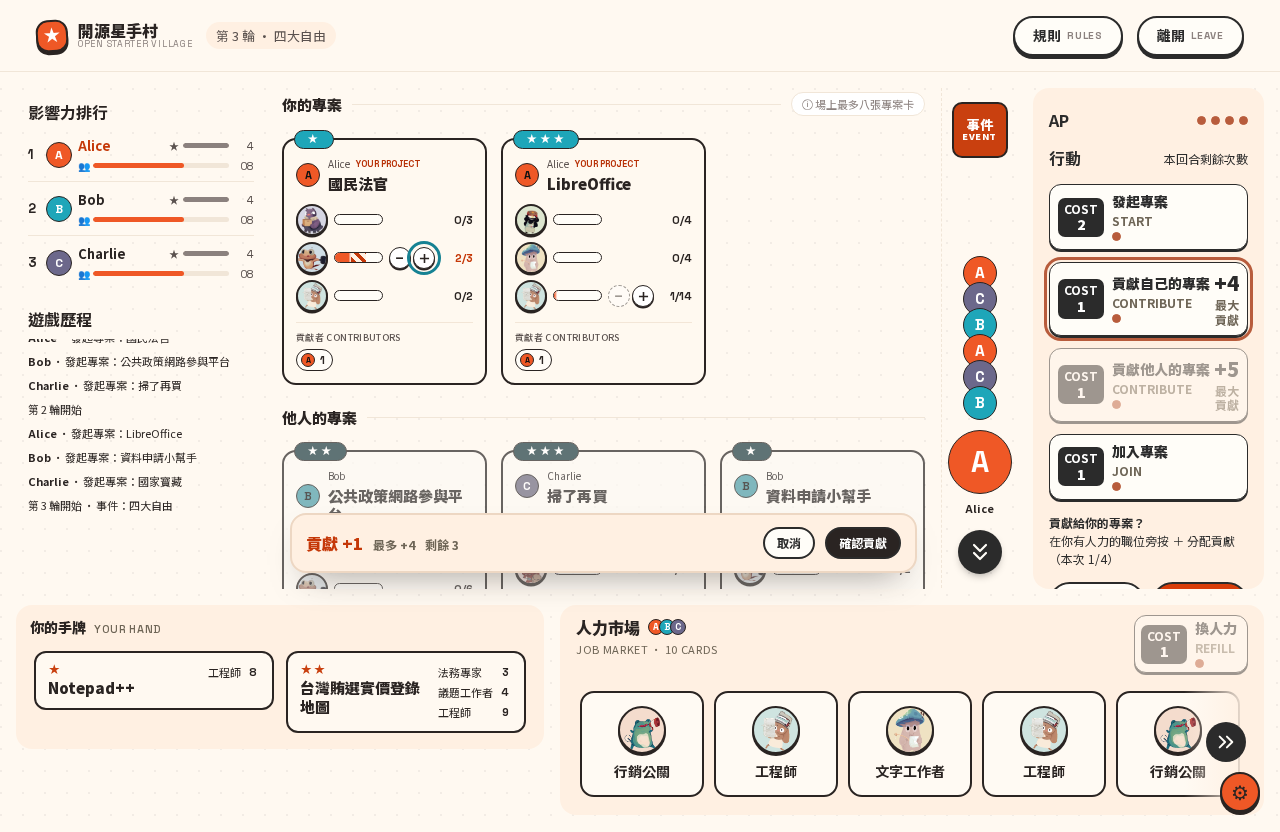 開源星手村
OPEN STARTER VILLAGE
第 3 輪 · 四大自由
規則 RULES
離開 LEAVE
影響力排行
1 A Alice ★ 4
08
2 B Bob ★ 4
08
3 C Charlie ★ 4
08
遊戲歷程
Alice · 發起專案：國民法官
Bob · 發起專案：公共政策網路參與平台
Charlie · 發起專案：掃了再買
第 2 輪開始
Alice · 發起專案：LibreOffice
Bob · 發起專案：資料申請小幫手
Charlie · 發起專案：國家寶藏
第 3 輪開始 · 事件：四大自由
你的專案
ⓘ 場上最多八張專案卡
★
A Alice YOUR PROJECT
國民法官
0/3
− + 2/3
0/2
貢獻者 CONTRIBUTORS
A 1
★ ★ ★
A Alice YOUR PROJECT
LibreOffice
0/4
0/4
− + 1/14
貢獻者 CONTRIBUTORS
A 1
他人的專案
★ ★
B Bob
公共政策網路參與平台
★ ★ ★
C Charlie
掃了再買
★
B Bob
資料申請小幫手
貢獻 +1 最多 +4 剩餘 3
取消
確認貢獻
事件
EVENT
A
C
B
A
C
B
A
Alice
AP
行動 本回合剩餘次數
COST 2 發起專案
START
COST 1 貢獻自己的專案 +4
CONTRIBUTE 最大貢獻
COST 1 貢獻他人的專案 +5
CONTRIBUTE 最大貢獻
COST 1 加入專案
JOIN
貢獻給你的專案？
在你有人力的職位旁按 ＋ 分配貢獻
（本次 1/4）
你的手牌 YOUR HAND
★
Notepad++
工程師 8
★ ★
台灣賄選實價登錄地圖
法務專家 3
議題工作者 4
工程師 9
人力市場 A B C
JOB MARKET · 10 CARDS
COST 1 換人力
REFILL
行銷公關
工程師
文字工作者
工程師
行銷公關